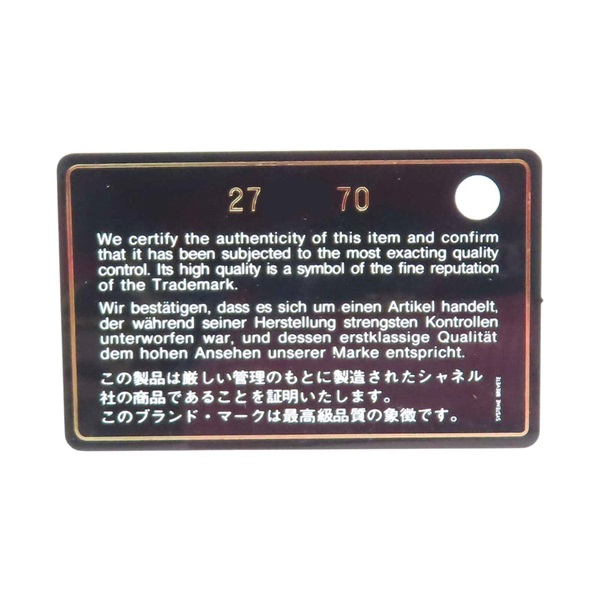 27 70
We certify the authenticity of this item and confirm
that it has been subjected to the most exacting quality
control. Its high quality is a symbol of the fine reputation
of the Trademark.
Wir bestätigen, dass es sich um einen Artikel handelt,
der während seiner Herstellung strengsten Kontrollen
unterworfen war, und dessen erstklassige Qualität
dem hohen Ansehen unserer Marke entspricht.
この製品は厳しい管理のもとに製造されたシャネル
社の商品であることを証明いたします。
このブランド・マークは最高級品質の象徴です。